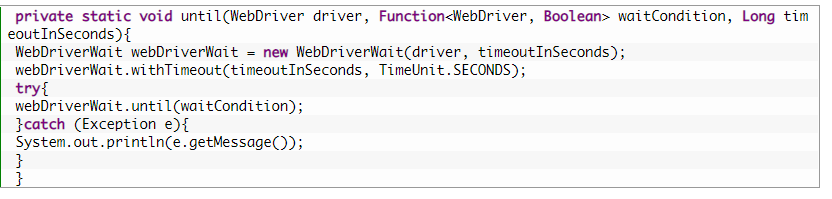 private static void until(WebDriver driver, Function<WebDriver, Boolean> waitCondition, Long tim
eoutInSeconds){
WebDriverWait webDriverWait = new WebDriverWait(driver, timeoutInSeconds);
webDriverWait.withTimeout(timeoutInSeconds, TimeUnit.SECONDS);
try{
webDriverWait.until(waitCondition);
}catch (Exception e){
System.out.println(e.getMessage());
}
}